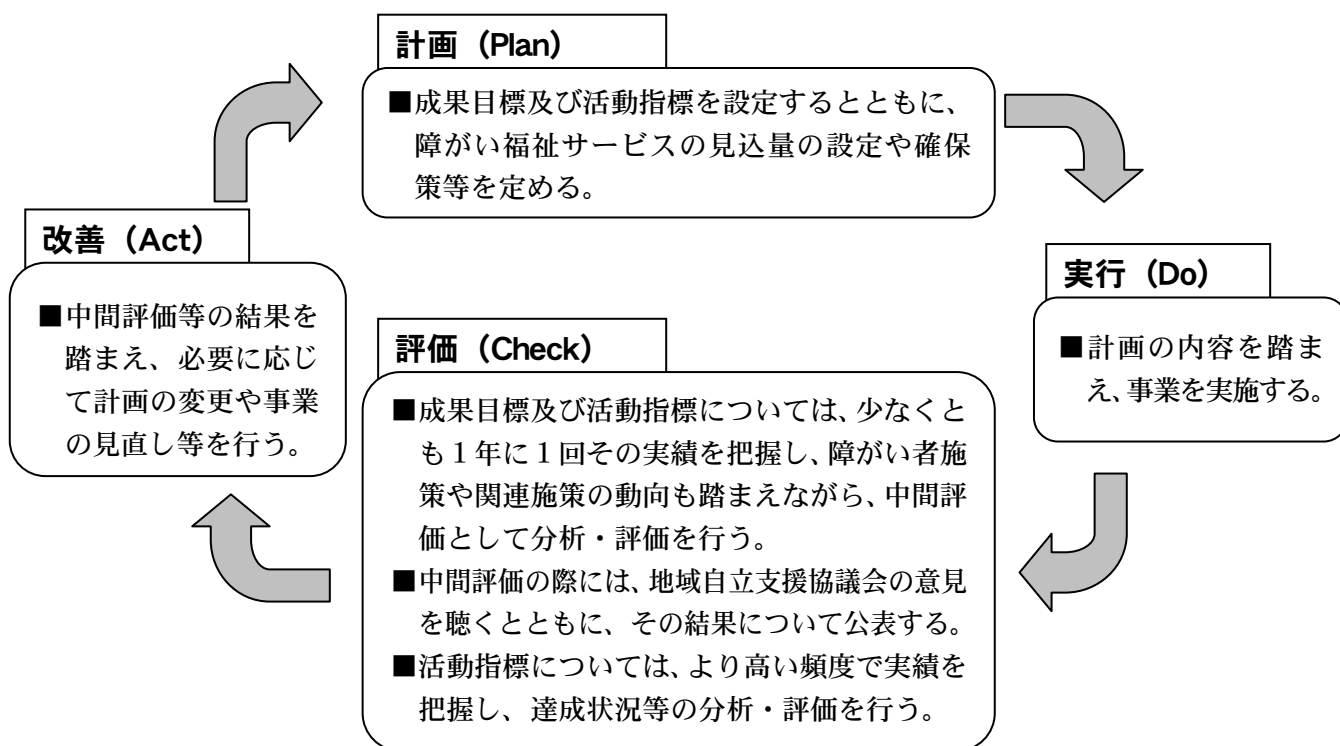 計画（Plan）
■成果目標及び活動指標を設定するとともに、
障がい福祉サービスの見込量の設定や確保
策等を定める。
実行（Do）
■計画の内容を踏ま
え、事業を実施する。
評価（Check）
■成果目標及び活動指標については、少なくと
も１年に１回その実績を把握し、障がい者施
策や関連施策の動向も踏まえながら、中間評
価として分析・評価を行う。
■中間評価の際には、地域自立支援協議会の意見
を聴くとともに、その結果について公表する。
■活動指標については、より高い頻度で実績を
把握し、達成状況等の分析・評価を行う。
改善（Act）
■中間評価等の結果を
踏まえ、必要に応じ
て計画の変更や事業
の見直し等を行う。